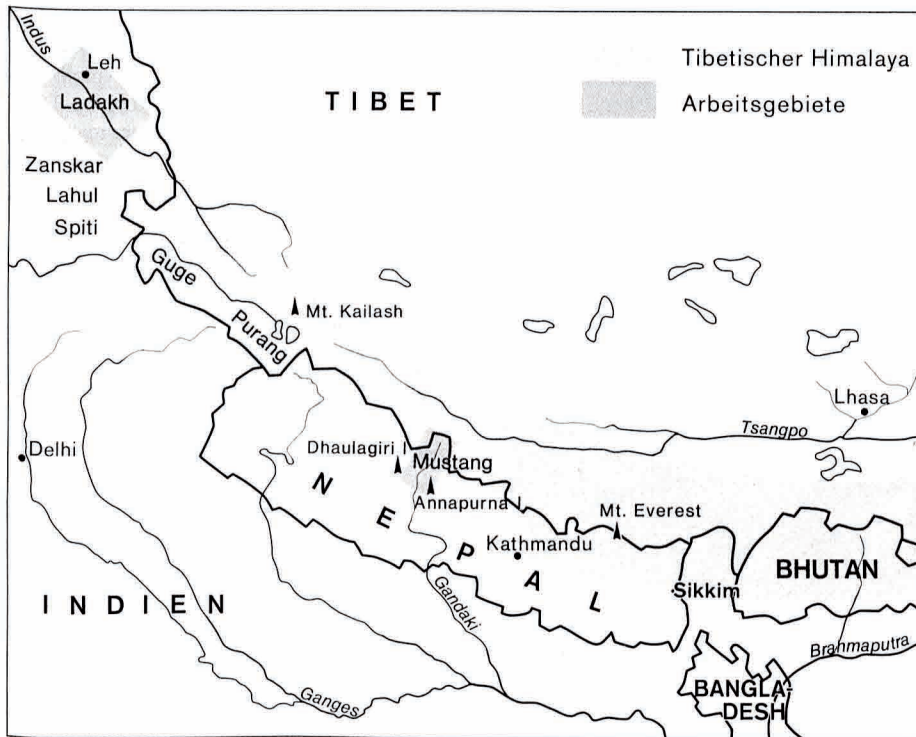 Indus
Leh
Ladakh
TIBET
Tibetischer Himalaya
Arbeitsgebiete
Zanskar
Lahul
Spiti
Guge
Mt. Kailash
Purang
Lhasa
Tsangpo
Delhi
Dhaulagiri I
Mustang
Annapurna I
NEPAL
Mt. Everest
Kathmandu
BHUTAN
Sikkim
INDIEN
Gandaki
Brahmaputra
Ganges
BANGLA-
DESH